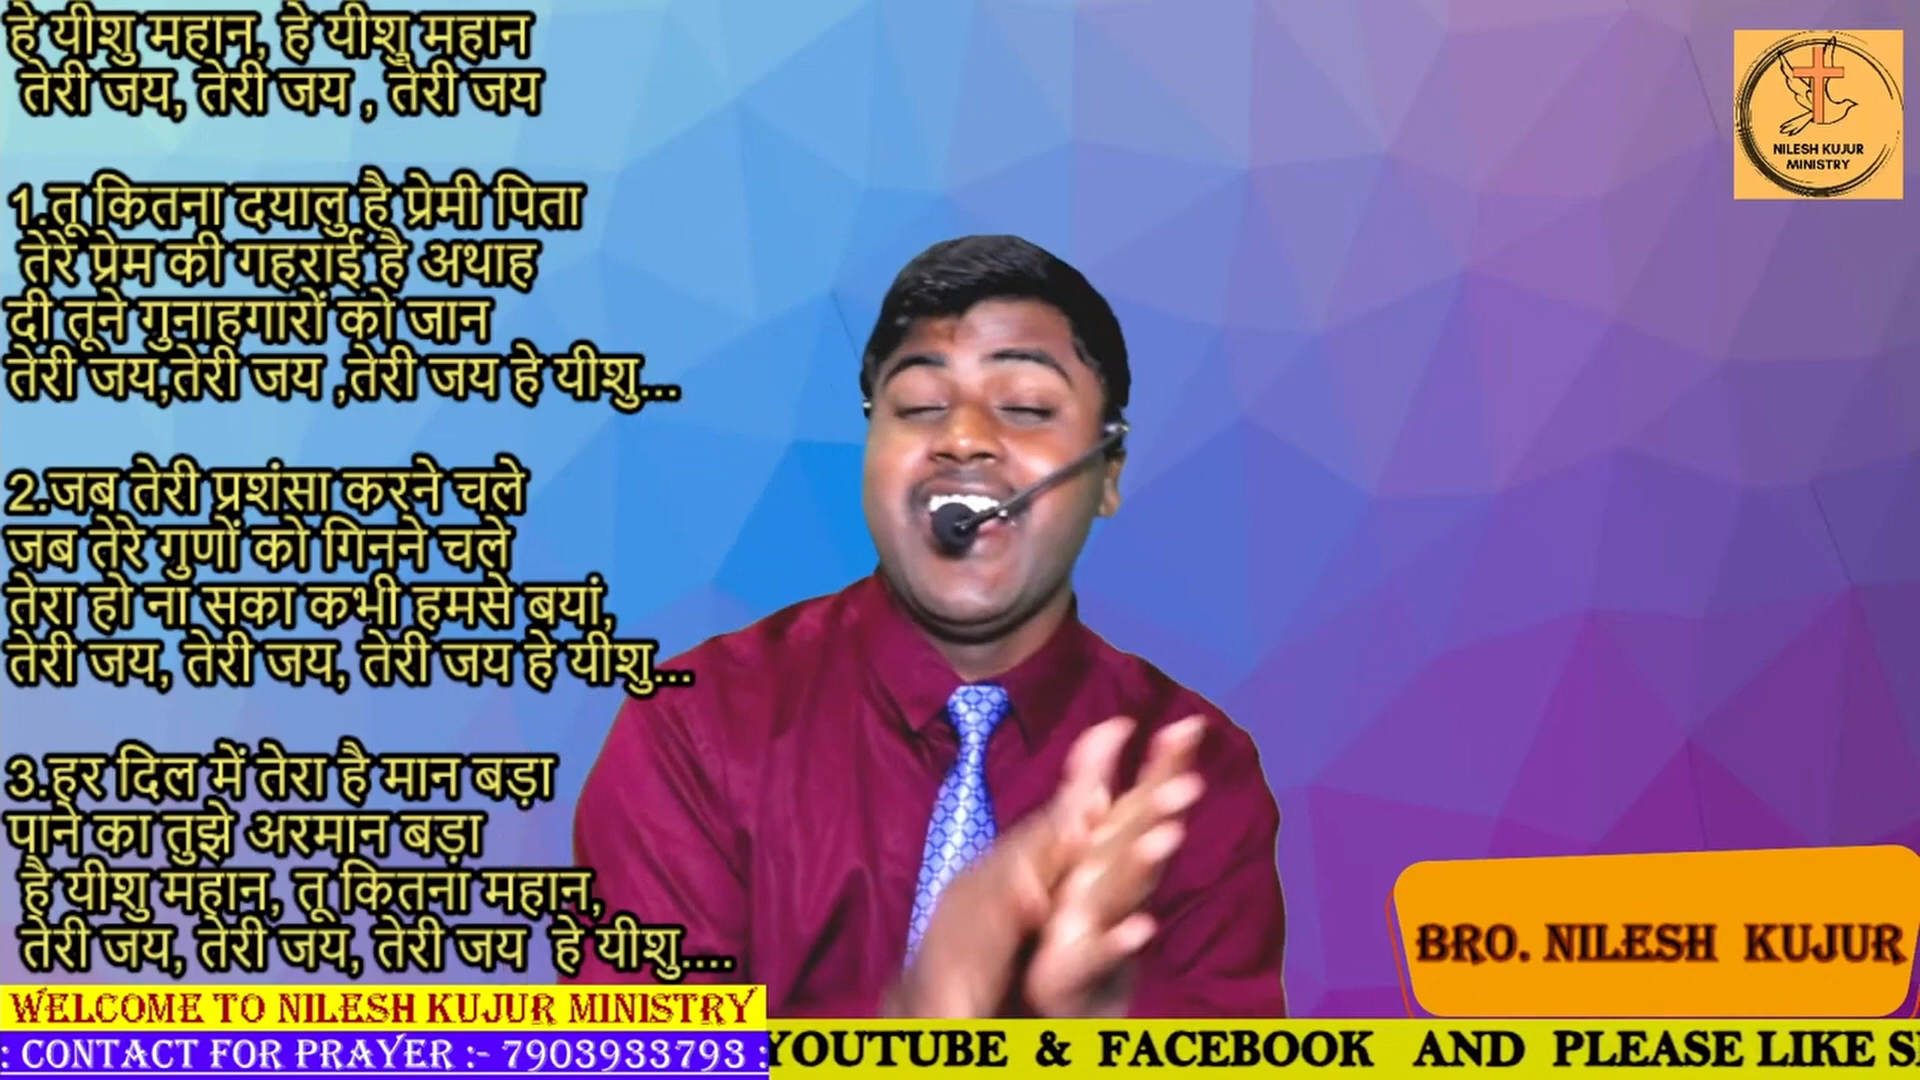 हे यीशु महान, हे यीशु महान
तेरी जय, तेरी जय , तेरी जय
1.तू कितना दयालु है प्रेमी पिता
तेरे प्रेम की गहराई है अथाह
दी तूने गुनाहगारों को जान
तेरी जय,तेरी जय ,तेरी जय हे यीशु...
2.जब तेरी प्रशंसा करने चले
जब तेरे गुणों को गिनने चले
तेरा हो ना सका कभी हमसे बयां,
तेरी जय, तेरी जय, तेरी जय हे यीशु...
3.हर दिल में तेरा है मान बड़ा
पाने का तुझे अरमान बड़ा
है यीशु महान, तू कितना महान,
तेरी जय, तेरी जय, तेरी जय हे यीशु....
NILESH KUJUR
MINISTRY
BRO. NILESH KUJUR
WELCOME TO NILESH KUJUR MINISTRY
: CONTACT FOR PRAYER :- 7903933793 :
YOUTUBE & FACEBOOK AND PLEASE LIKE